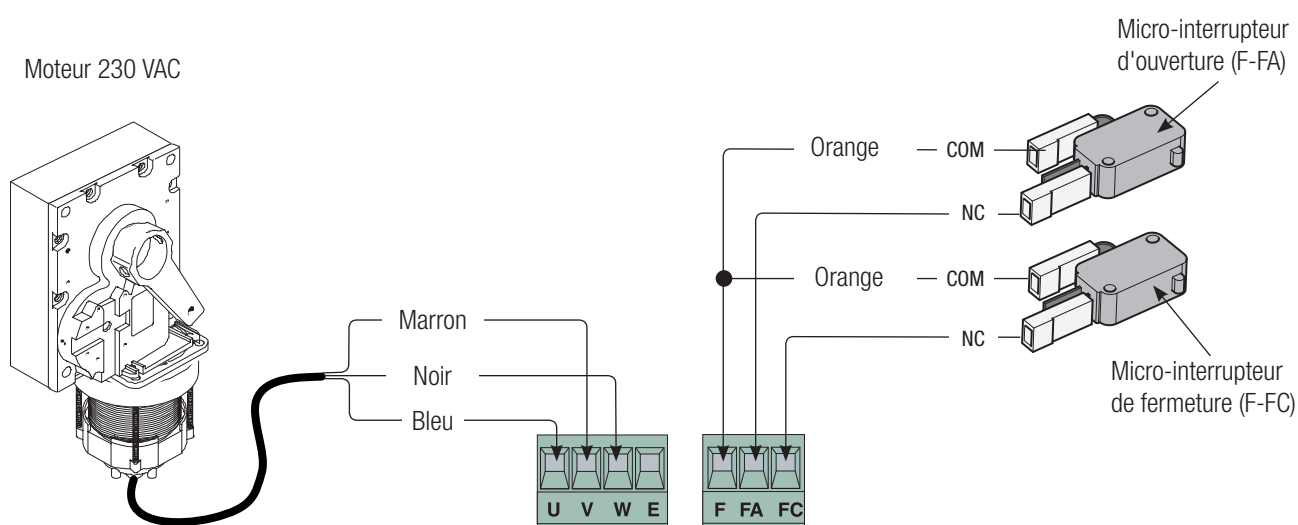 Moteur 230 VAC
Micro-interrupteur
d'ouverture (F-FA)
Orange
COM
NC
Orange
COM
NC
Micro-interrupteur
de fermeture (F-FC)
Marron
Noir
Bleu
U V W E
F FA FC